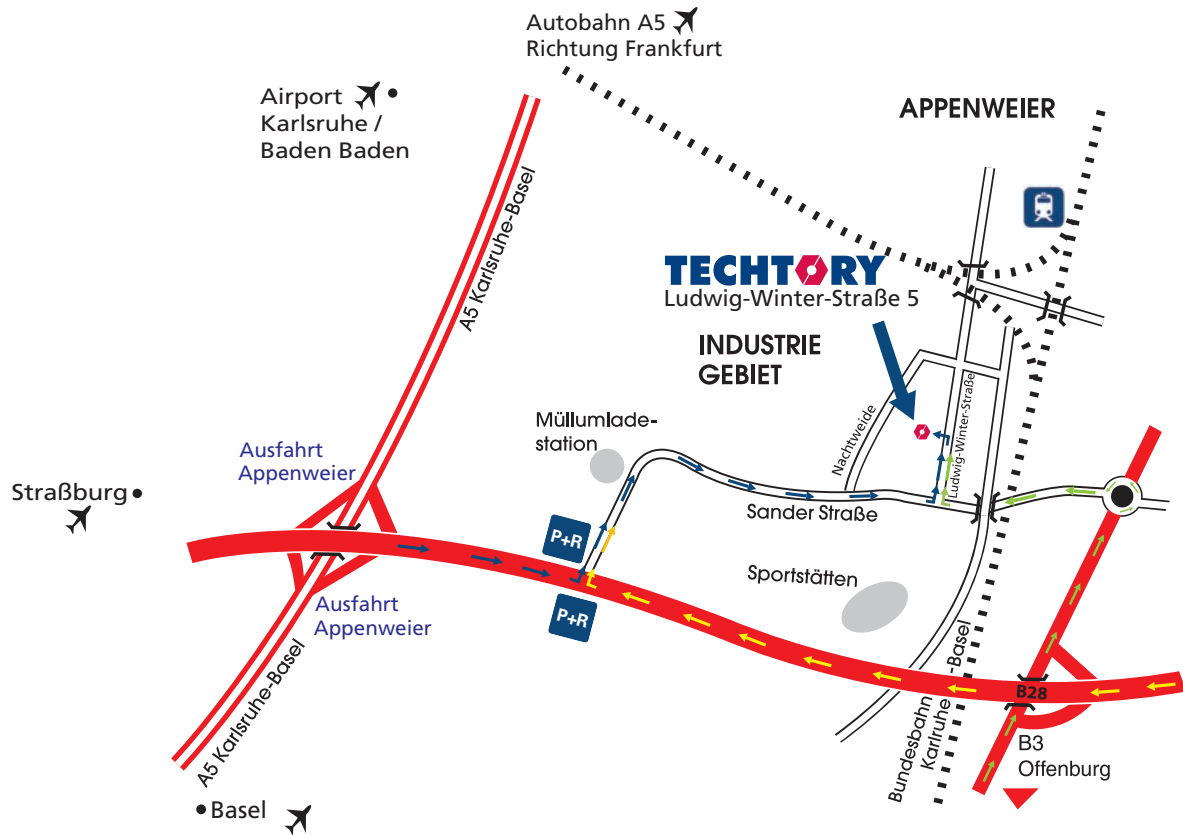 Autobahn A5
Richtung Frankfurt
Airport
Karlsruhe /
Baden Baden
APPENWEIER
A5 Karlsruhe-Basel
TECHTORY
Ludwig-Winter-Straße 5
INDUSTRIE
GEBIET
Müllumlade-
station
Nachtweide
Ludwig-Winter-Straße
Ausfahrt
Appenweier
Straßburg
Sander Straße
P+R
Sportstätten
P+R
Ausfahrt
Appenweier
A5 Karlsruhe-Basel
Bundesbahn
Karlruhe-Basel
B28
B3
Offenburg
Basel